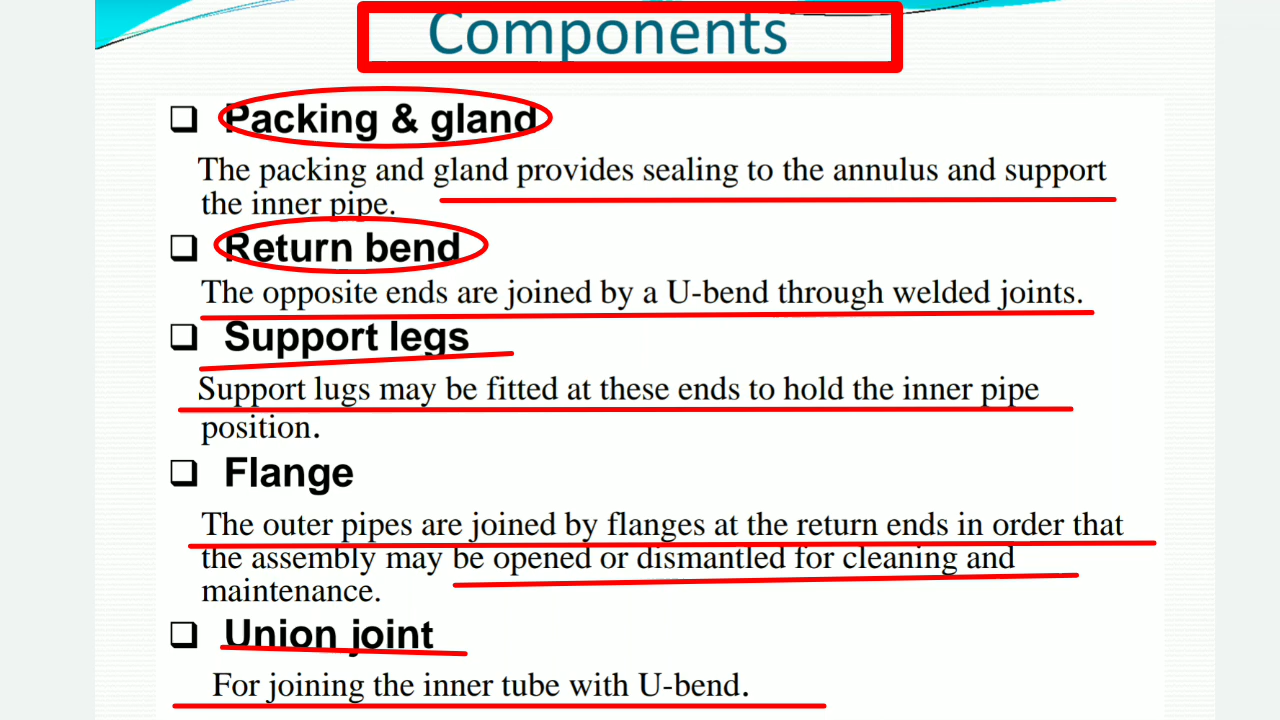 Components
Packing & gland
The packing and gland provides sealing to the annulus and support
the inner pipe.
Return bend
The opposite ends are joined by a U-bend through welded joints.
Support legs
Support lugs may be fitted at these ends to hold the inner pipe
position.
Flange
The outer pipes are joined by flanges at the return ends in order that
the assembly may be opened or dismantled for cleaning and
maintenance.
Union joint
For joining the inner tube with U-bend.